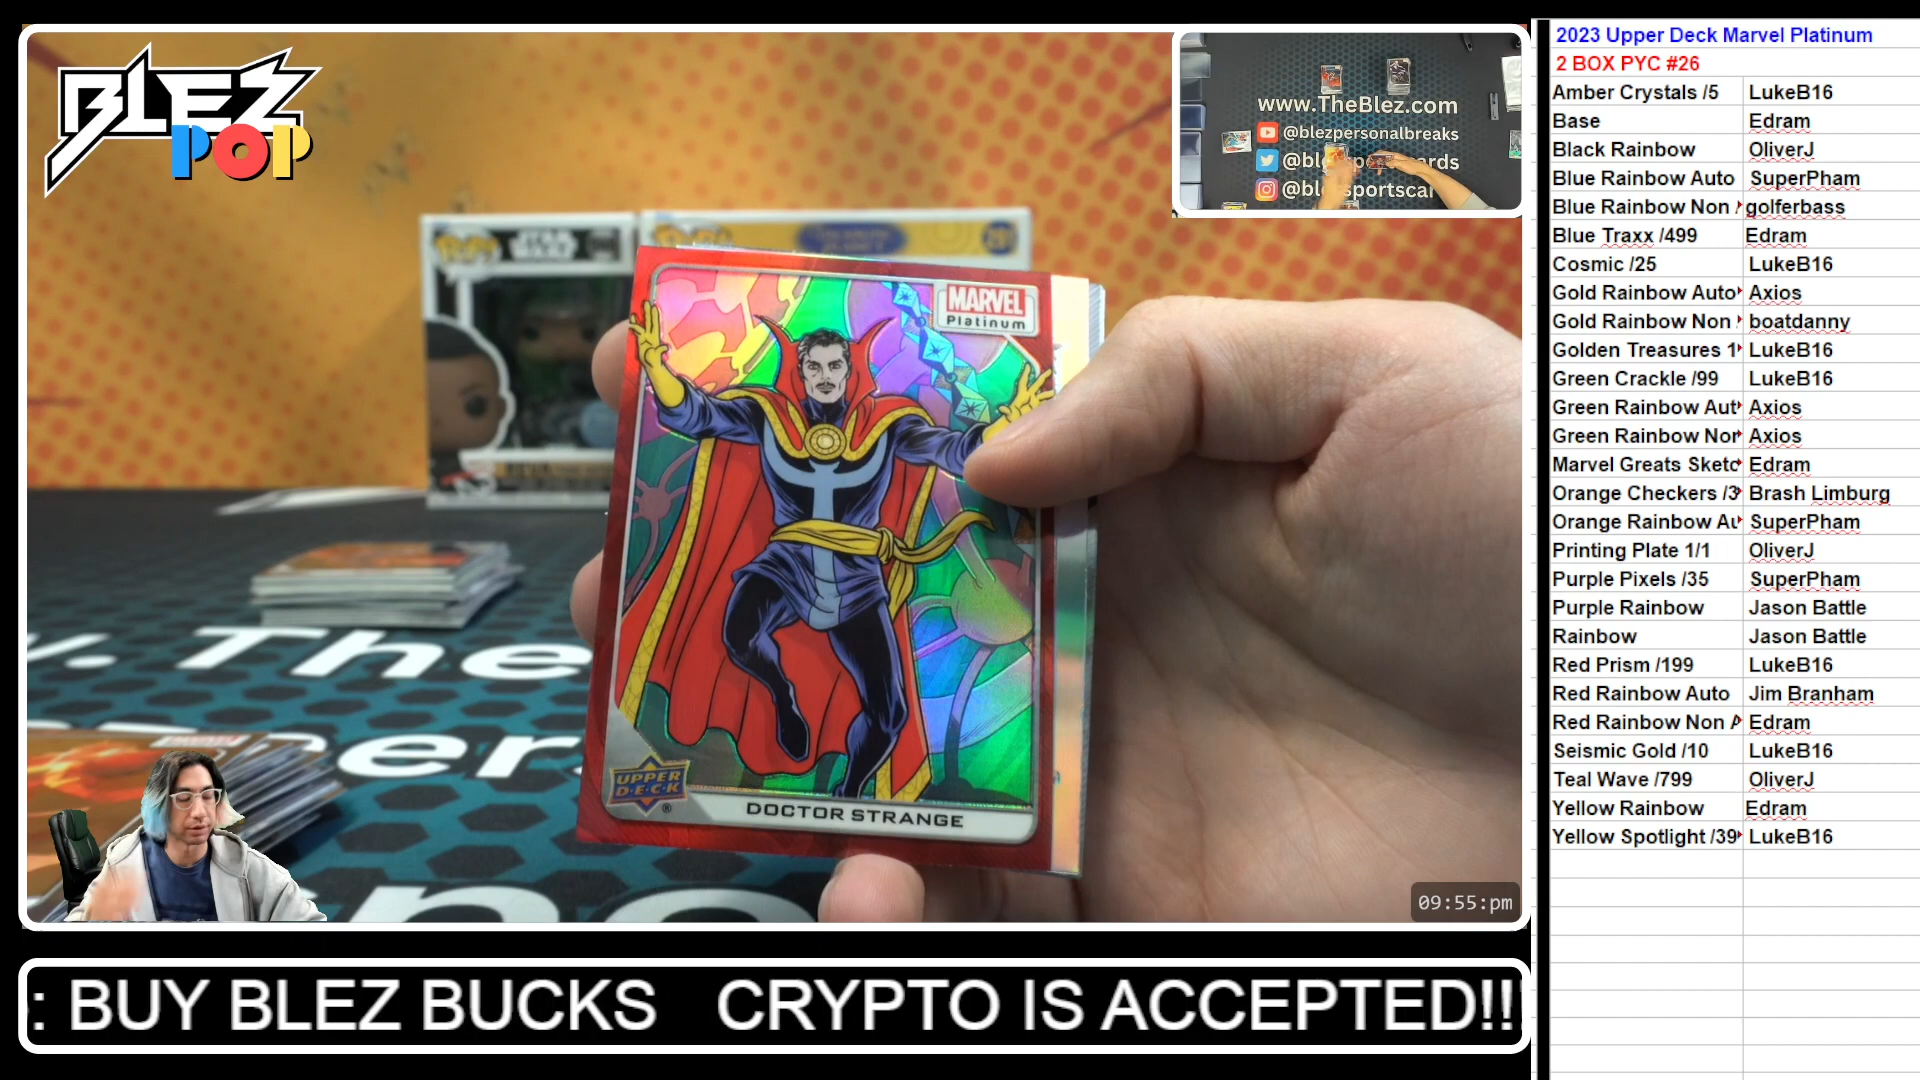 BLEZ
POP
www.TheBlez.com
@blezpersonalbreaks
STAR
WARS
MARVEL
Platinum
UPPER
D·E·C·K
®
DOCTOR STRANGE
. The
09:55:pm
: BUY BLEZ BUCKS CRYPTO IS ACCEPTED!!
2023 Upper Deck Marvel Platinum
2 BOX PYC #26
Amber Crystals /5 LukeB16
Base Edram
Black Rainbow OliverJ
Blue Rainbow Auto SuperPham
Blue Rainbow Non golferbass
Blue Traxx /499 Edram
Cosmic /25 LukeB16
Gold Rainbow Auto Axios
Gold Rainbow Non boatdanny
Golden Treasures 1 LukeB16
Green Crackle /99 LukeB16
Green Rainbow Aut Axios
Green Rainbow Nor Axios
Marvel Greats Sketc Edram
Orange Checkers /3 Brash Limburg
Orange Rainbow Au SuperPham
Printing Plate 1/1 OliverJ
Purple Pixels /35 SuperPham
Purple Rainbow Jason Battle
Rainbow Jason Battle
Red Prism /199 LukeB16
Red Rainbow Auto Jim Branham
Red Rainbow Non A Edram
Seismic Gold /10 LukeB16
Teal Wave /799 OliverJ
Yellow Rainbow Edram
Yellow Spotlight /39 LukeB16